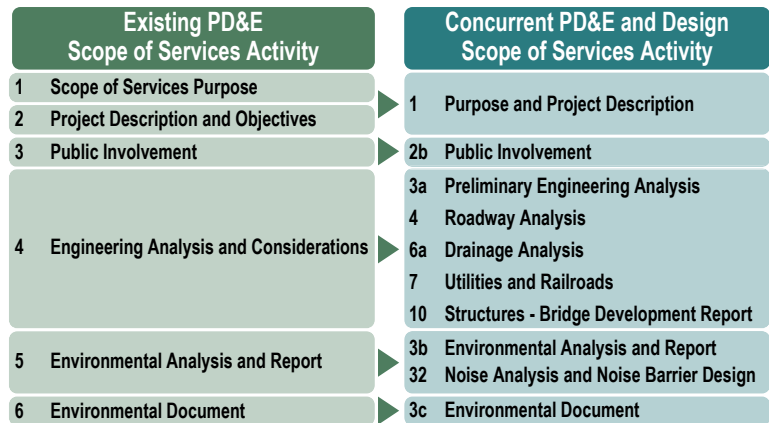 Existing PD&E
Scope of Services Activity
Concurrent PD&E and Design
Scope of Services Activity
1 Scope of Services Purpose
2 Project Description and Objectives
1 Purpose and Project Description
3 Public Involvement
2b Public Involvement
4 Engineering Analysis and Considerations
3a Preliminary Engineering Analysis
4 Roadway Analysis
6a Drainage Analysis
7 Utilities and Railroads
10 Structures - Bridge Development Report
5 Environmental Analysis and Report
3b Environmental Analysis and Report
32 Noise Analysis and Noise Barrier Design
6 Environmental Document
3c Environmental Document